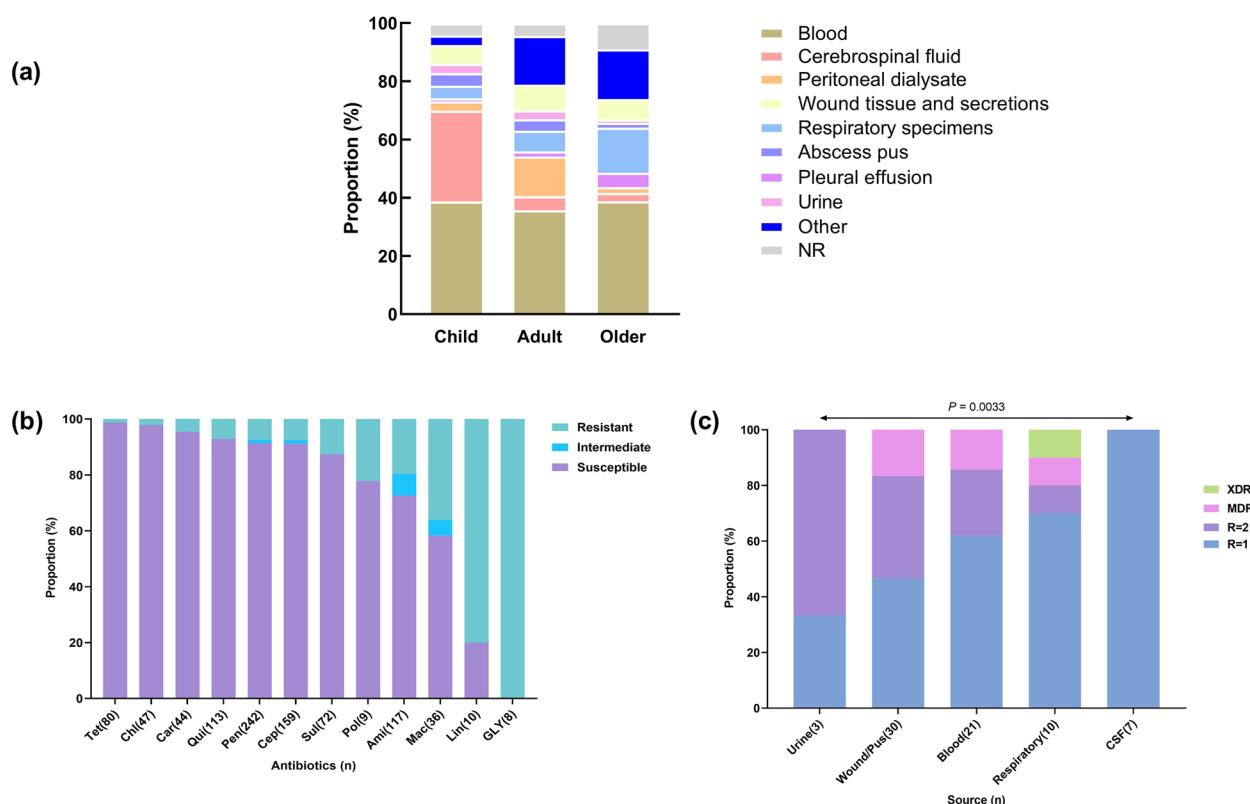 (a)
Proportion (%)
100
80
60
40
20
0
Child Adult Older
Blood
Cerebrospinal fluid
Peritoneal dialysate
Wound tissue and secretions
Respiratory specimens
Abscess pus
Pleural effusion
Urine
Other
NR
(b)
Proportion (%)
100
80
60
40
20
0
Tet(80) Chl(47) Car(44) Qui(113) Pen(242) Cep(159) Sul(72) Pol(9) Ami(117) Mac(36) Lin(10) GLY(8)
Antibiotics (n)
Resistant
Intermediate
Susceptible
(c)
P = 0.0033
Proportion (%)
100
80
60
40
20
0
Urine(3) Wound/Pus(30) Blood(21) Respiratory(10) CSF(7)
Source (n)
XDR
MDR
R=2
R=1